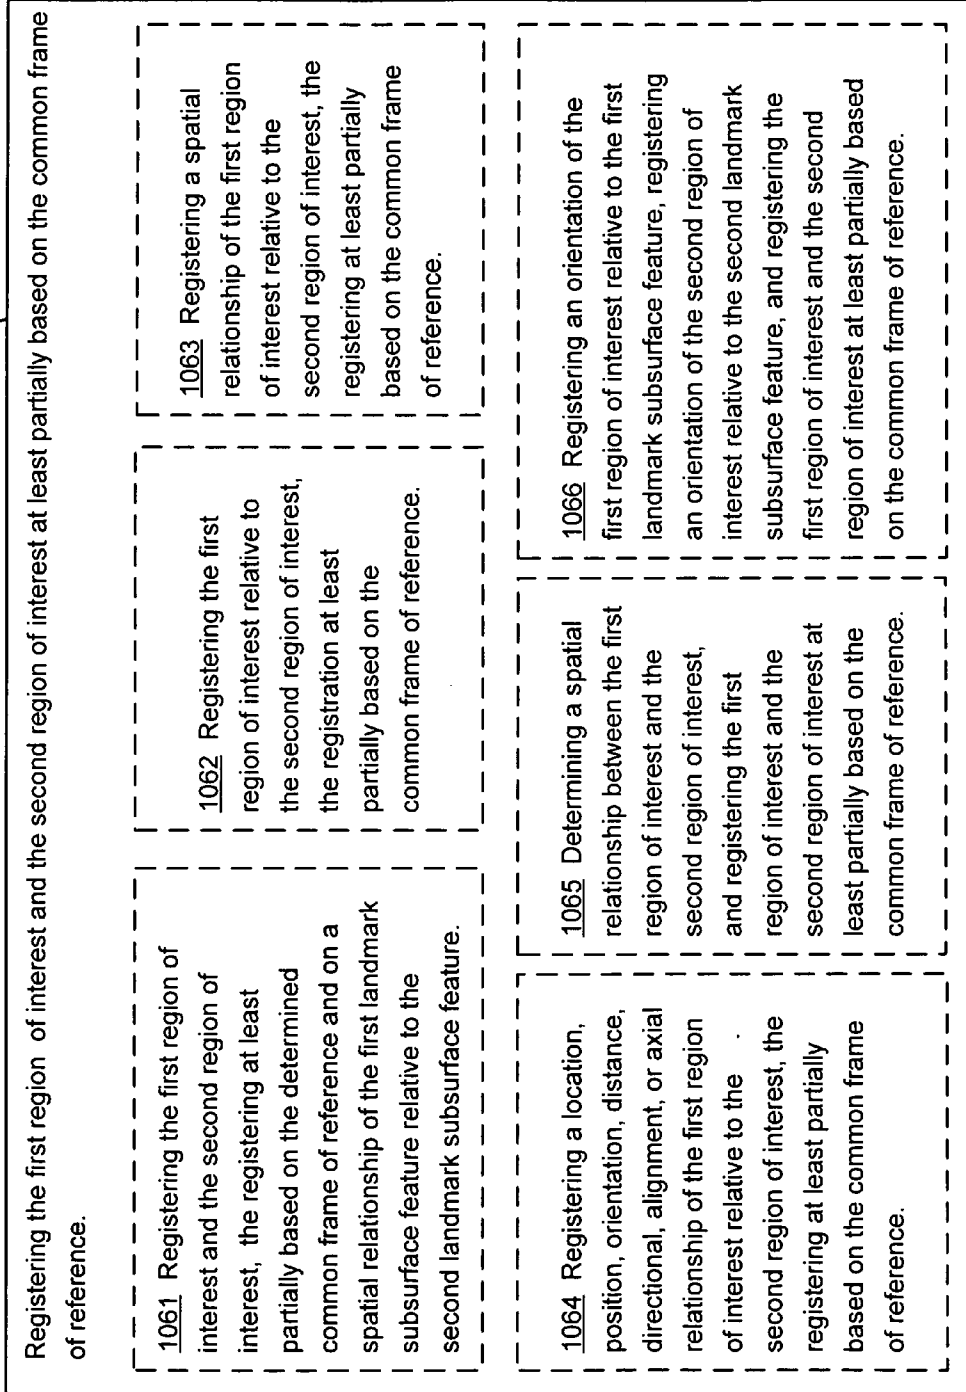 Registering the first region of interest and the second region of interest at least partially based on the common frame
of reference.
1061 Registering the first region of
interest and the second region of
interest, the registering at least
partially based on the determined
common frame of reference and on a
spatial relationship of the first landmark
subsurface feature relative to the
second landmark subsurface feature.
1062 Registering the first
region of interest relative to
the second region of interest,
the registration at least
partially based on the
common frame of reference.
1063 Registering a spatial
relationship of the first region
of interest relative to the
second region of interest, the
registering at least partially
based on the common frame
of reference.
1064 Registering a location,
position, orientation, distance,
directional, alignment, or axial
relationship of the first region
of interest relative to the
second region of interest, the
registering at least partially
based on the common frame
of reference.
1065 Determining a spatial
relationship between the first
region of interest and the
second region of interest,
and registering the first
region of interest and the
second region of interest at
least partially based on the
common frame of reference.
1066 Registering an orientation of the
first region of interest relative to the first
landmark subsurface feature, registering
an orientation of the second region of
interest relative to the second landmark
subsurface feature, and registering the
first region of interest and the second
region of interest at least partially based
on the common frame of reference.